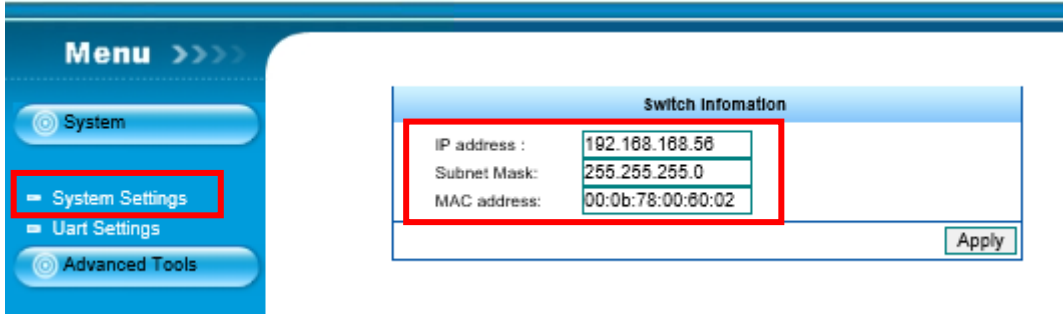 Menu >>>>
System
System Settings
Uart Settings
Advanced Tools
Switch Infomation
IP address : 192.168.168.56
Subnet Mask: 255.255.255.0
MAC address: 00:0b:78:00:60:02
Apply